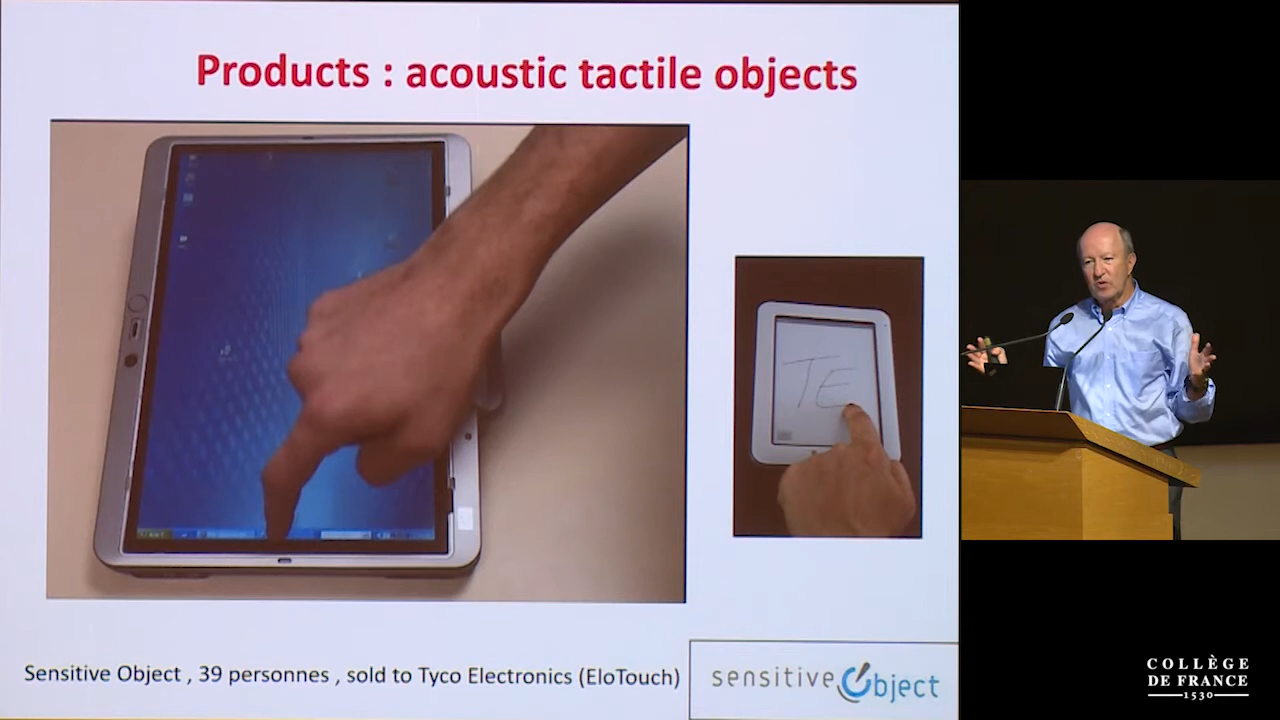 Products : acoustic tactile objects
TE
Sensitive Object , 39 personnes , sold to Tyco Electronics (EloTouch)
sensitive Object
COLLÈGE
DE FRANCE
1530